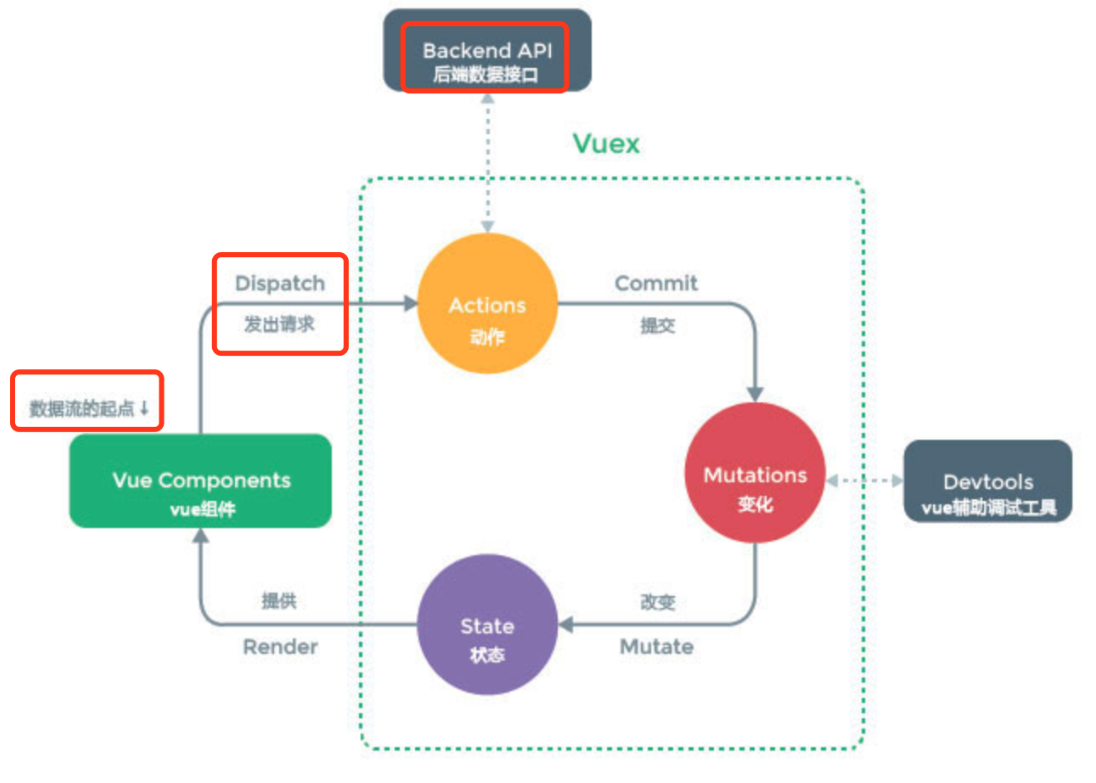 Backend API
后端数据接口
Vuex
Dispatch
发出请求
Actions
动作
Commit
提交
数据流的起点↓
Vue Components
vue组件
Mutations
变化
Devtools
vue辅助调试工具
提供
Render
State
状态
改变
Mutate